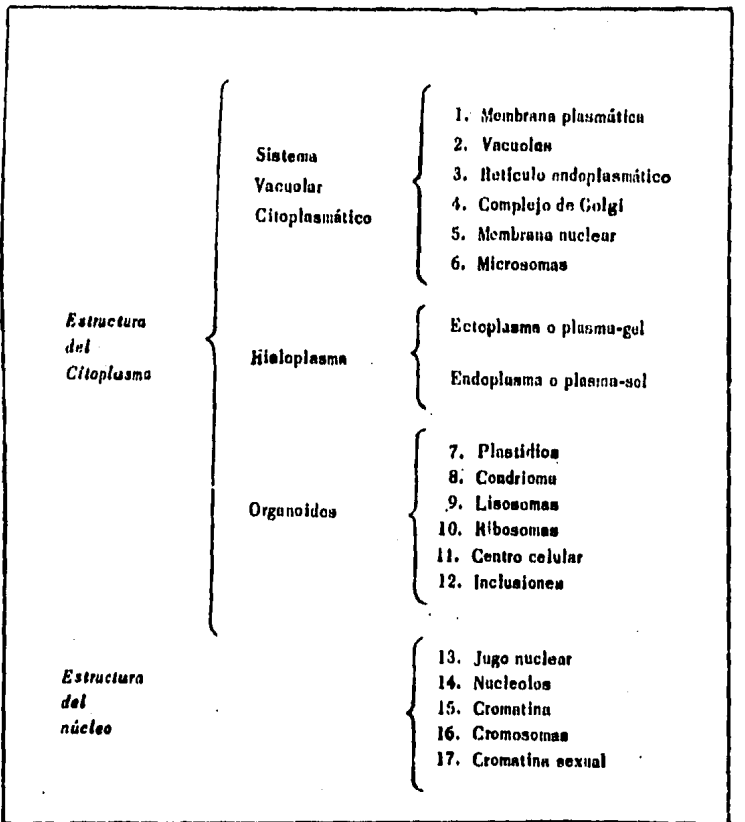 Estructura
del
Citoplasma
Sistema
Vacuolar
Citoplasmático
1. Membrana plasmática
2. Vacuolas
3. Retículo endoplasmático
4. Complejo de Golgi
5. Membrana nuclear
6. Microsomas
Hialoplasma
Ectoplasma o plasma-gel
Endoplasma o plasma-sol
Organoidos
7. Plastidios
8. Condrioma
9. Lisosomas
10. Ribosomas
11. Centro celular
12. Inclusiones
Estructura
del
núcleo
13. Jugo nuclear
14. Nucleolos
15. Cromatina
16. Cromosomas
17. Cromatina sexual